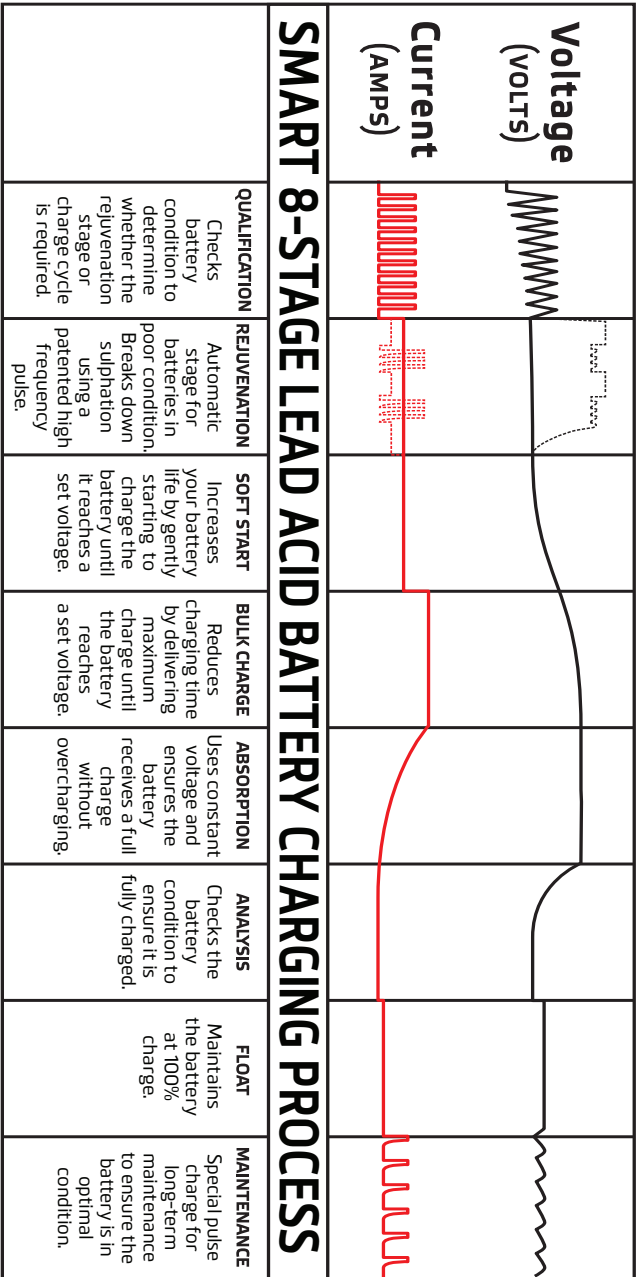 Voltage
(VOLTS)
Current
(AMPS)
SMART 8-STAGE LEAD ACID BATTERY CHARGING PROCESS
QUALIFICATION
Checks
battery
condition to
determine
whether the
rejuvenation
stage or
charge cycle
is required.
REJUVENATION
Automatic
stage for
batteries in
poor condition.
Breaks down
sulphation
using a
patented high
frequency
pulse.
SOFT START
Increases
your battery
life by gently
starting to
charge the
battery until
it reaches a
set voltage.
BULK CHARGE
Reduces
charging time
by delivering
maximum
charge until
the battery
reaches
a set voltage.
ABSORPTION
Uses constant
voltage and
ensures the
battery
receives a full
charge
without
overcharging.
ANALYSIS
Checks the
battery
condition to
ensure it is
fully charged.
FLOAT
Maintains
the battery
at 100%
charge.
MAINTENANCE
Special pulse
charge for
long-term
maintenance
to ensure the
battery is in
optimal
condition.